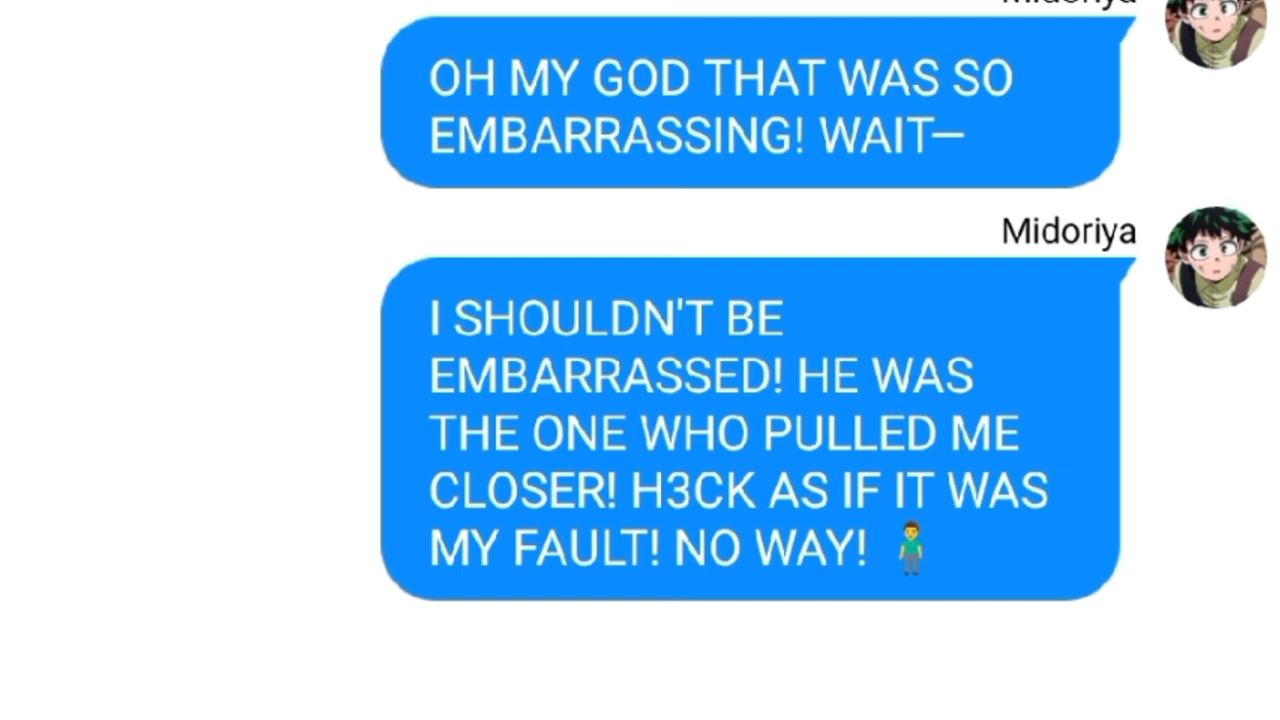 Midoriya
OH MY GOD THAT WAS SO
EMBARRASSING! WAIT—
Midoriya
I SHOULDN'T BE
EMBARRASSED! HE WAS
THE ONE WHO PULLED ME
CLOSER! H3CK AS IF IT WAS
MY FAULT! NO WAY! 🧍‍♂️